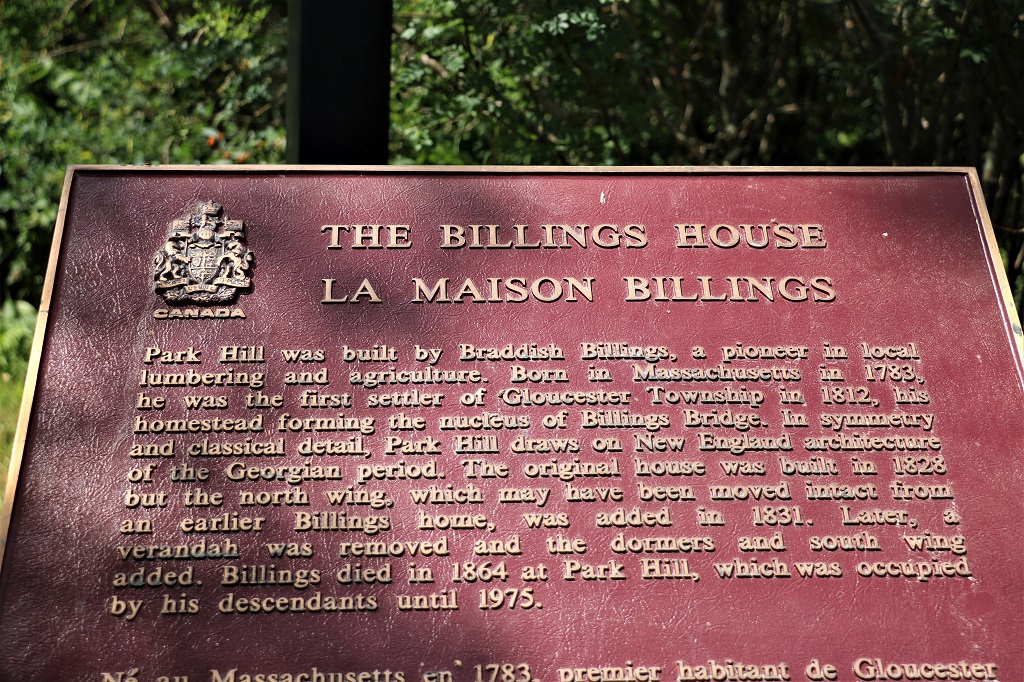 THE BILLINGS HOUSE
LA MAISON BILLINGS
CANADA
Park Hill was built by Braddish Billings, a pioneer in local
lumbering and agriculture. Born in Massachusetts in 1783,
he was the first settler of Gloucester Township in 1812, his
homestead forming the nucleus of Billings Bridge. In symmetry
and classical detail, Park Hill draws on New England architecture
of the Georgian period. The original house was built in 1828
but the north wing, which may have been moved intact from
an earlier Billings home, was added in 1831. Later, a
verandah was removed and the dormers and south wing
added. Billings died in 1864 at Park Hill, which was occupied
by his descendants until 1975.
Né au Massachusetts en 1783, premier habitant de Gloucester